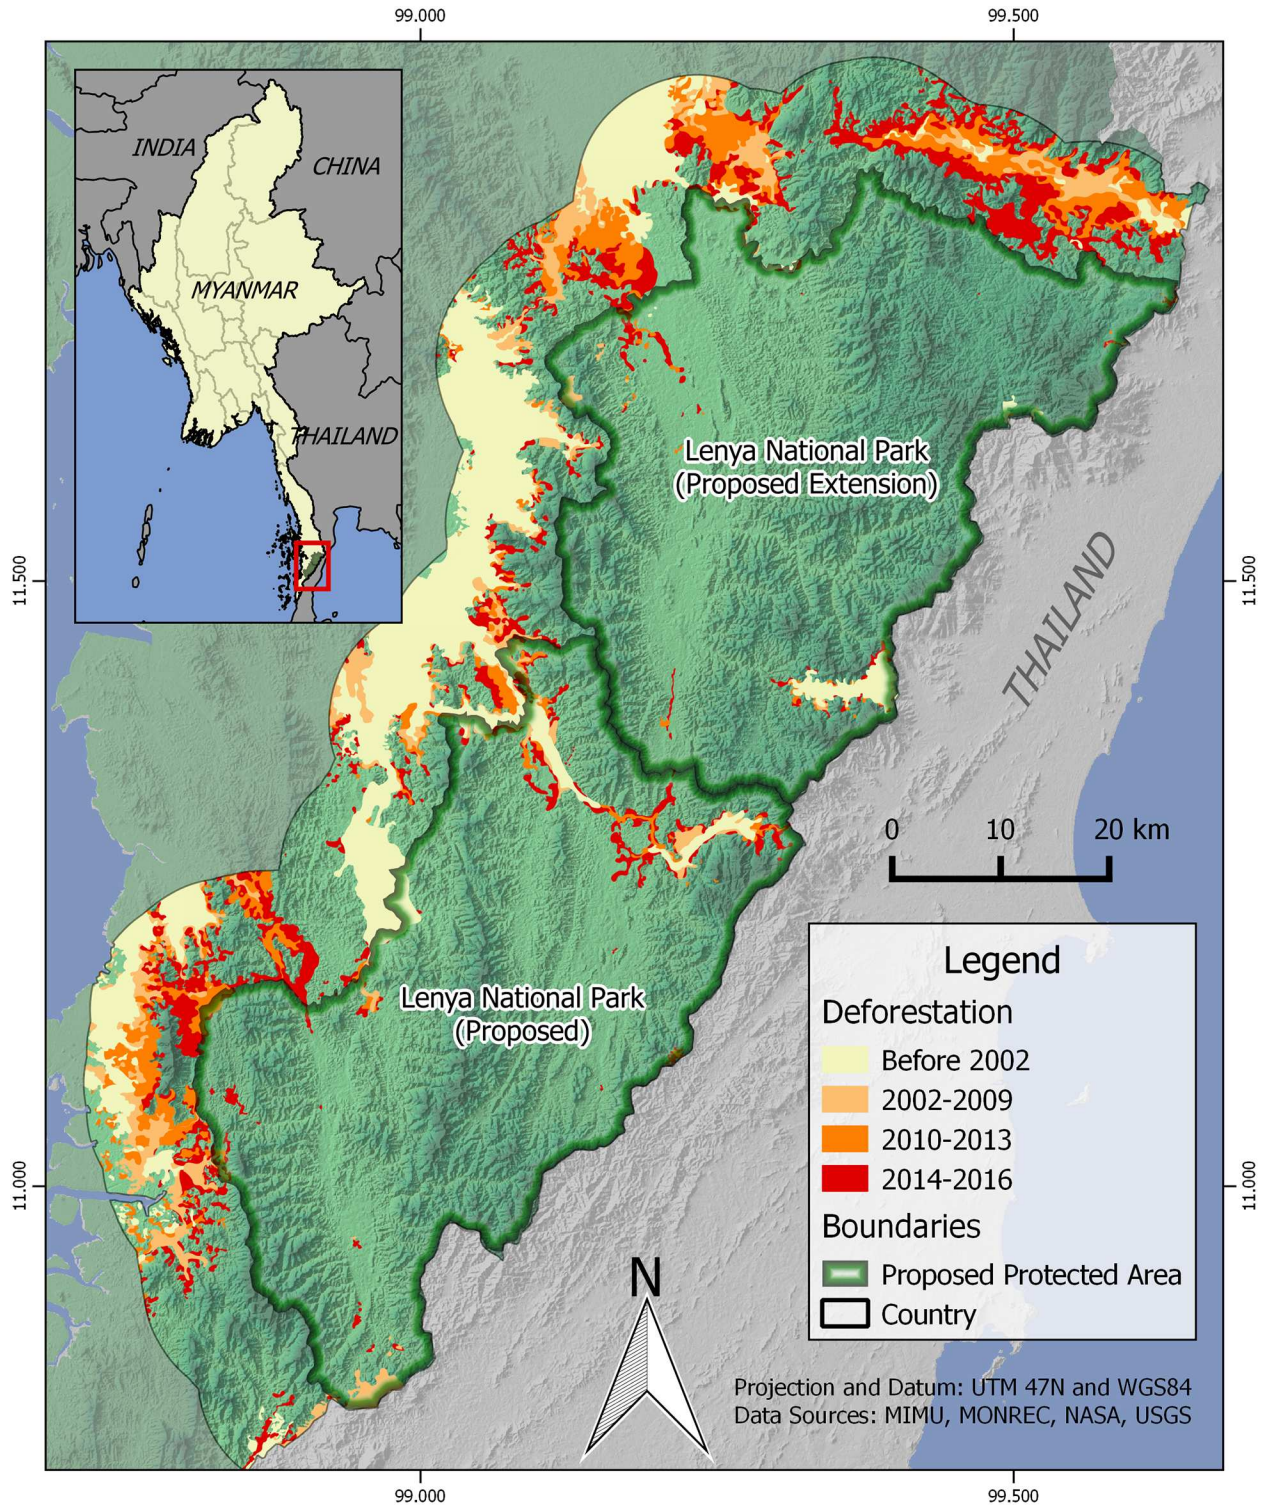 99.000
99.500
INDIA
CHINA
MYANMAR
THAILAND
Lenya National Park
(Proposed Extension)
11.500
11.500
THAILAND
0 10 20 km
Lenya National Park
(Proposed)
Legend
Deforestation
Before 2002
2002-2009
2010-2013
2014-2016
Boundaries
Proposed Protected Area
Country
11.000
11.000
N
Projection and Datum: UTM 47N and WGS84
Data Sources: MIMU, MONREC, NASA, USGS
99.000
99.500